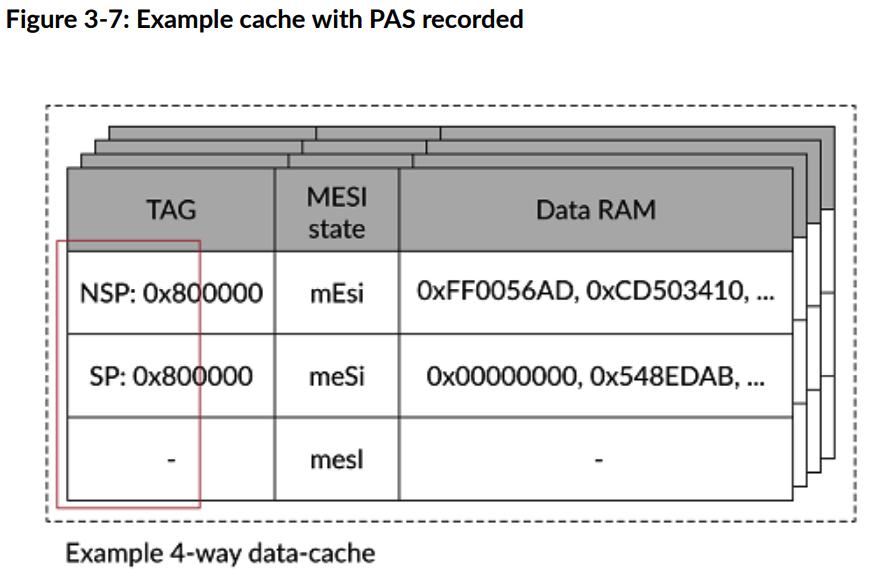 Figure 3-7: Example cache with PAS recorded
TAG
MESI
state
Data RAM
NSP: 0x800000
mEsi
0xFF0056AD, 0xCD503410, ...
SP: 0x800000
meSi
0x00000000, 0x548EDAB, ...
-
mesI
-
Example 4-way data-cache